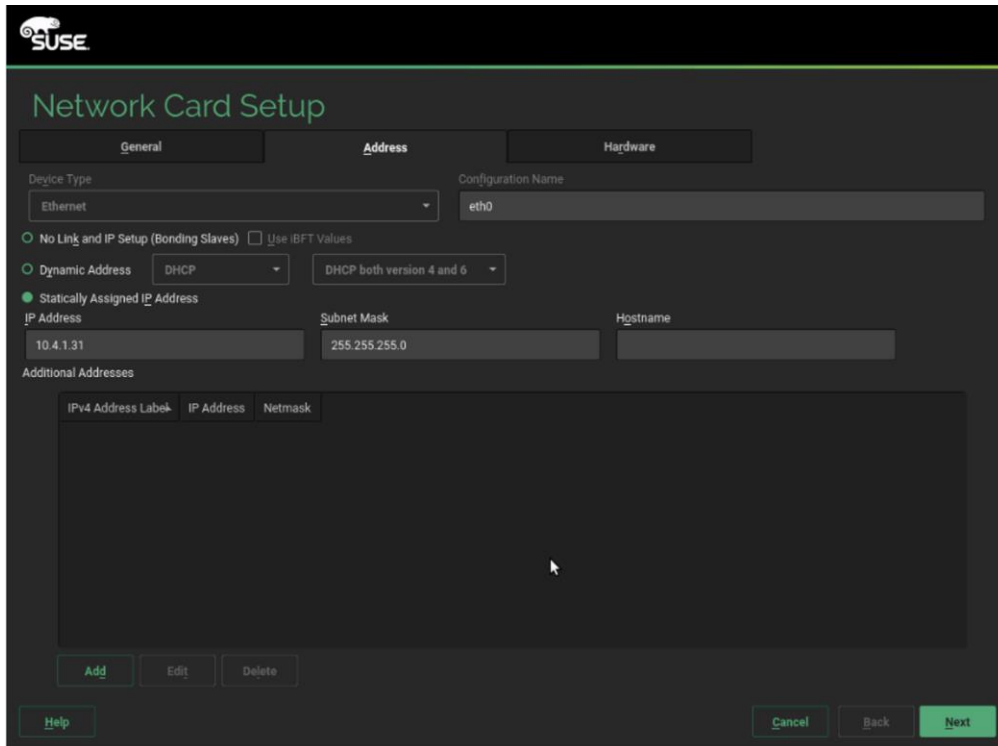 SUSE
Network Card Setup
General Address Hardware
Device Type Configuration Name
Ethernet eth0
No Link and IP Setup (Bonding Slaves) Use iBFT Values
Dynamic Address DHCP DHCP both version 4 and 6
Statically Assigned IP Address
IP Address Subnet Mask Hostname
10.4.1.31 255.255.255.0
Additional Addresses
IPv4 Address Label IP Address Netmask
Add Edit Delete
Help Cancel Back Next